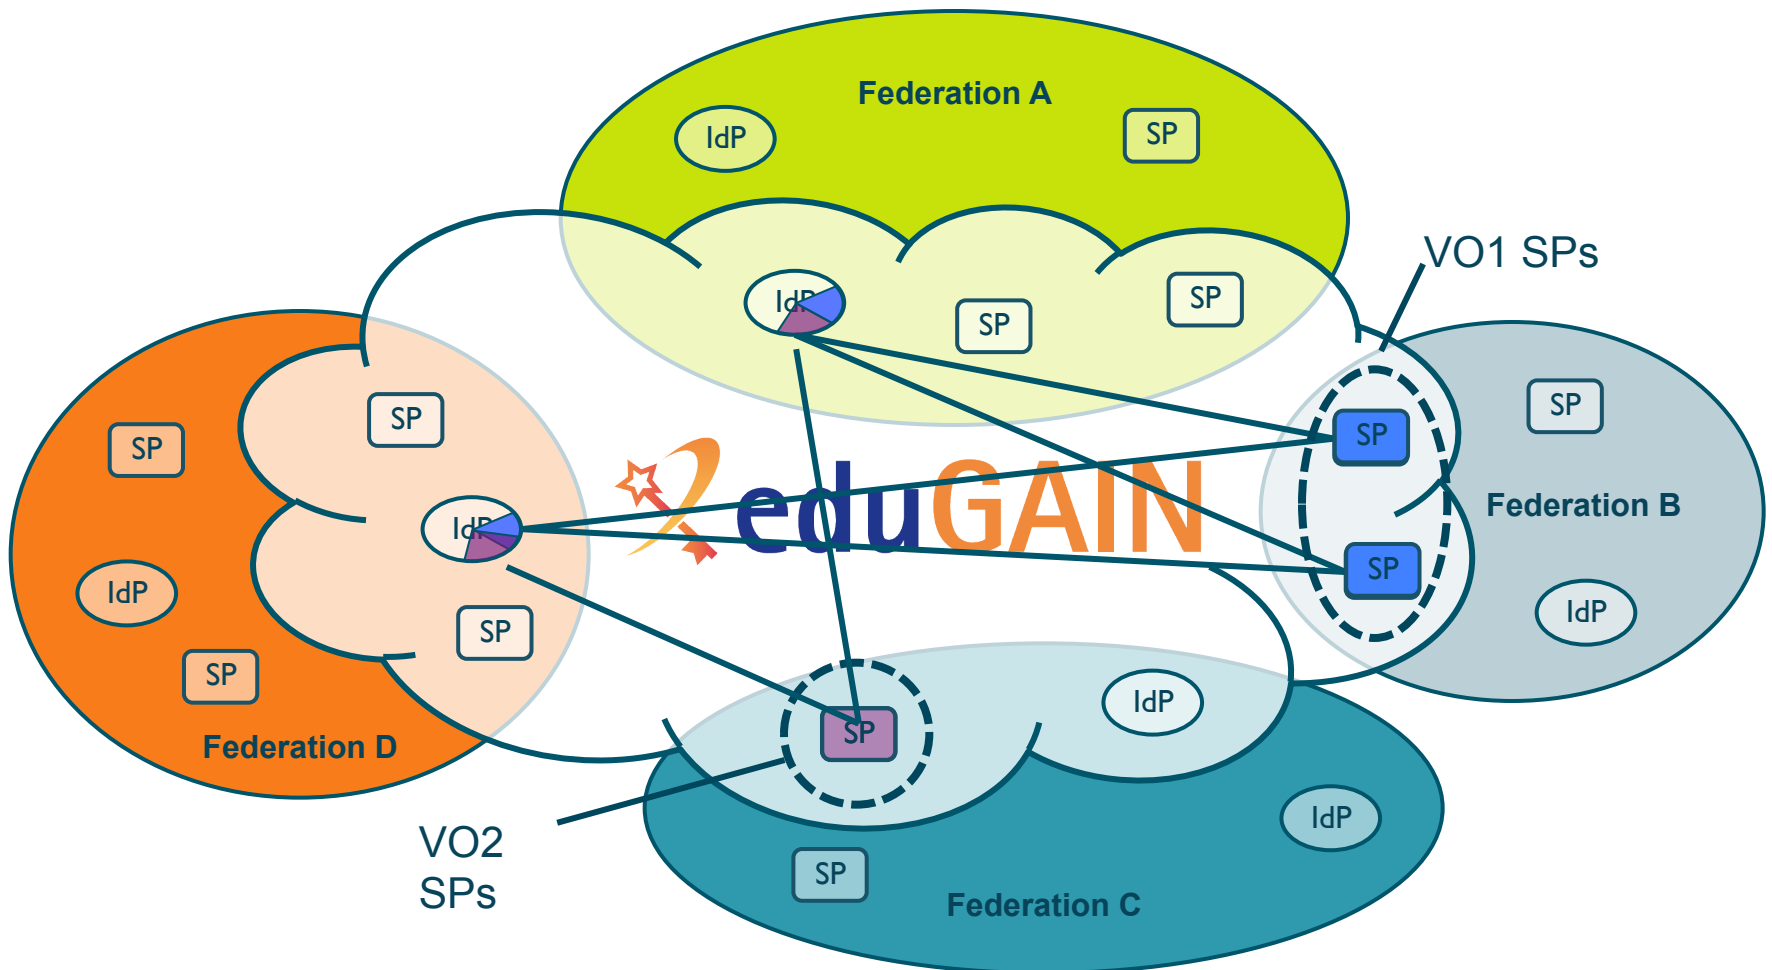 Federation A
IdP
SP
VO1 SPs
IdP
SP
SP
SP
SP
SP
SP
eduGAIN
Federation B
IdP
SP
IdP
SP
IdP
SP
SP
IdP
SP
Federation D
IdP
VO2
SPs
SP
Federation C